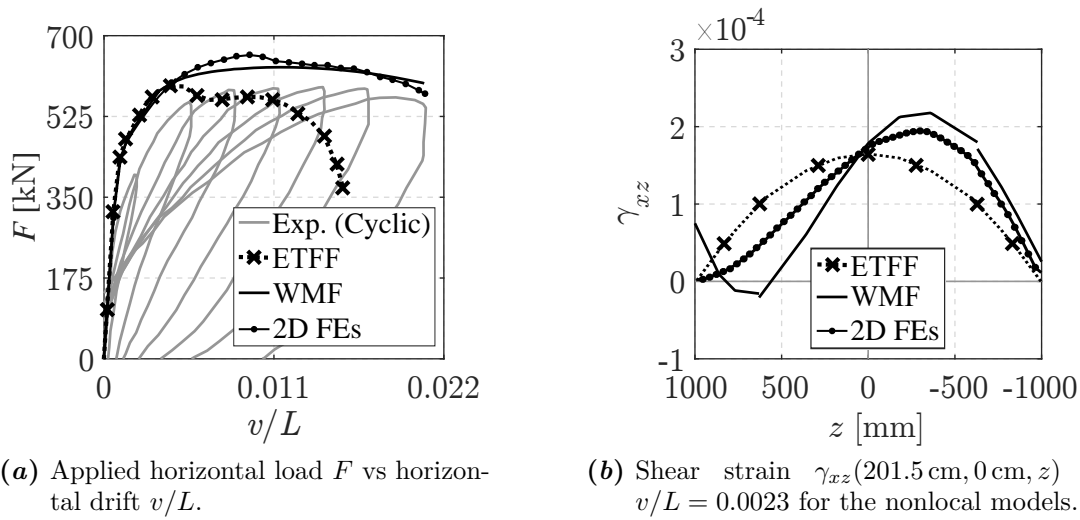 700
525
350
175
0
F [kN]
0
0.011
0.022
v/L
Exp. (Cyclic)
ETFF
WMF
2D FEs
(a) Applied horizontal load F vs horizon-
tal drift v/L.
×10⁻⁴
3
2
1
0
-1
γxz
1000
500
0
-500
-1000
z [mm]
ETFF
WMF
2D FEs
(b) Shear strain γxz(201.5 cm, 0 cm, z)
v/L = 0.0023 for the nonlocal models.